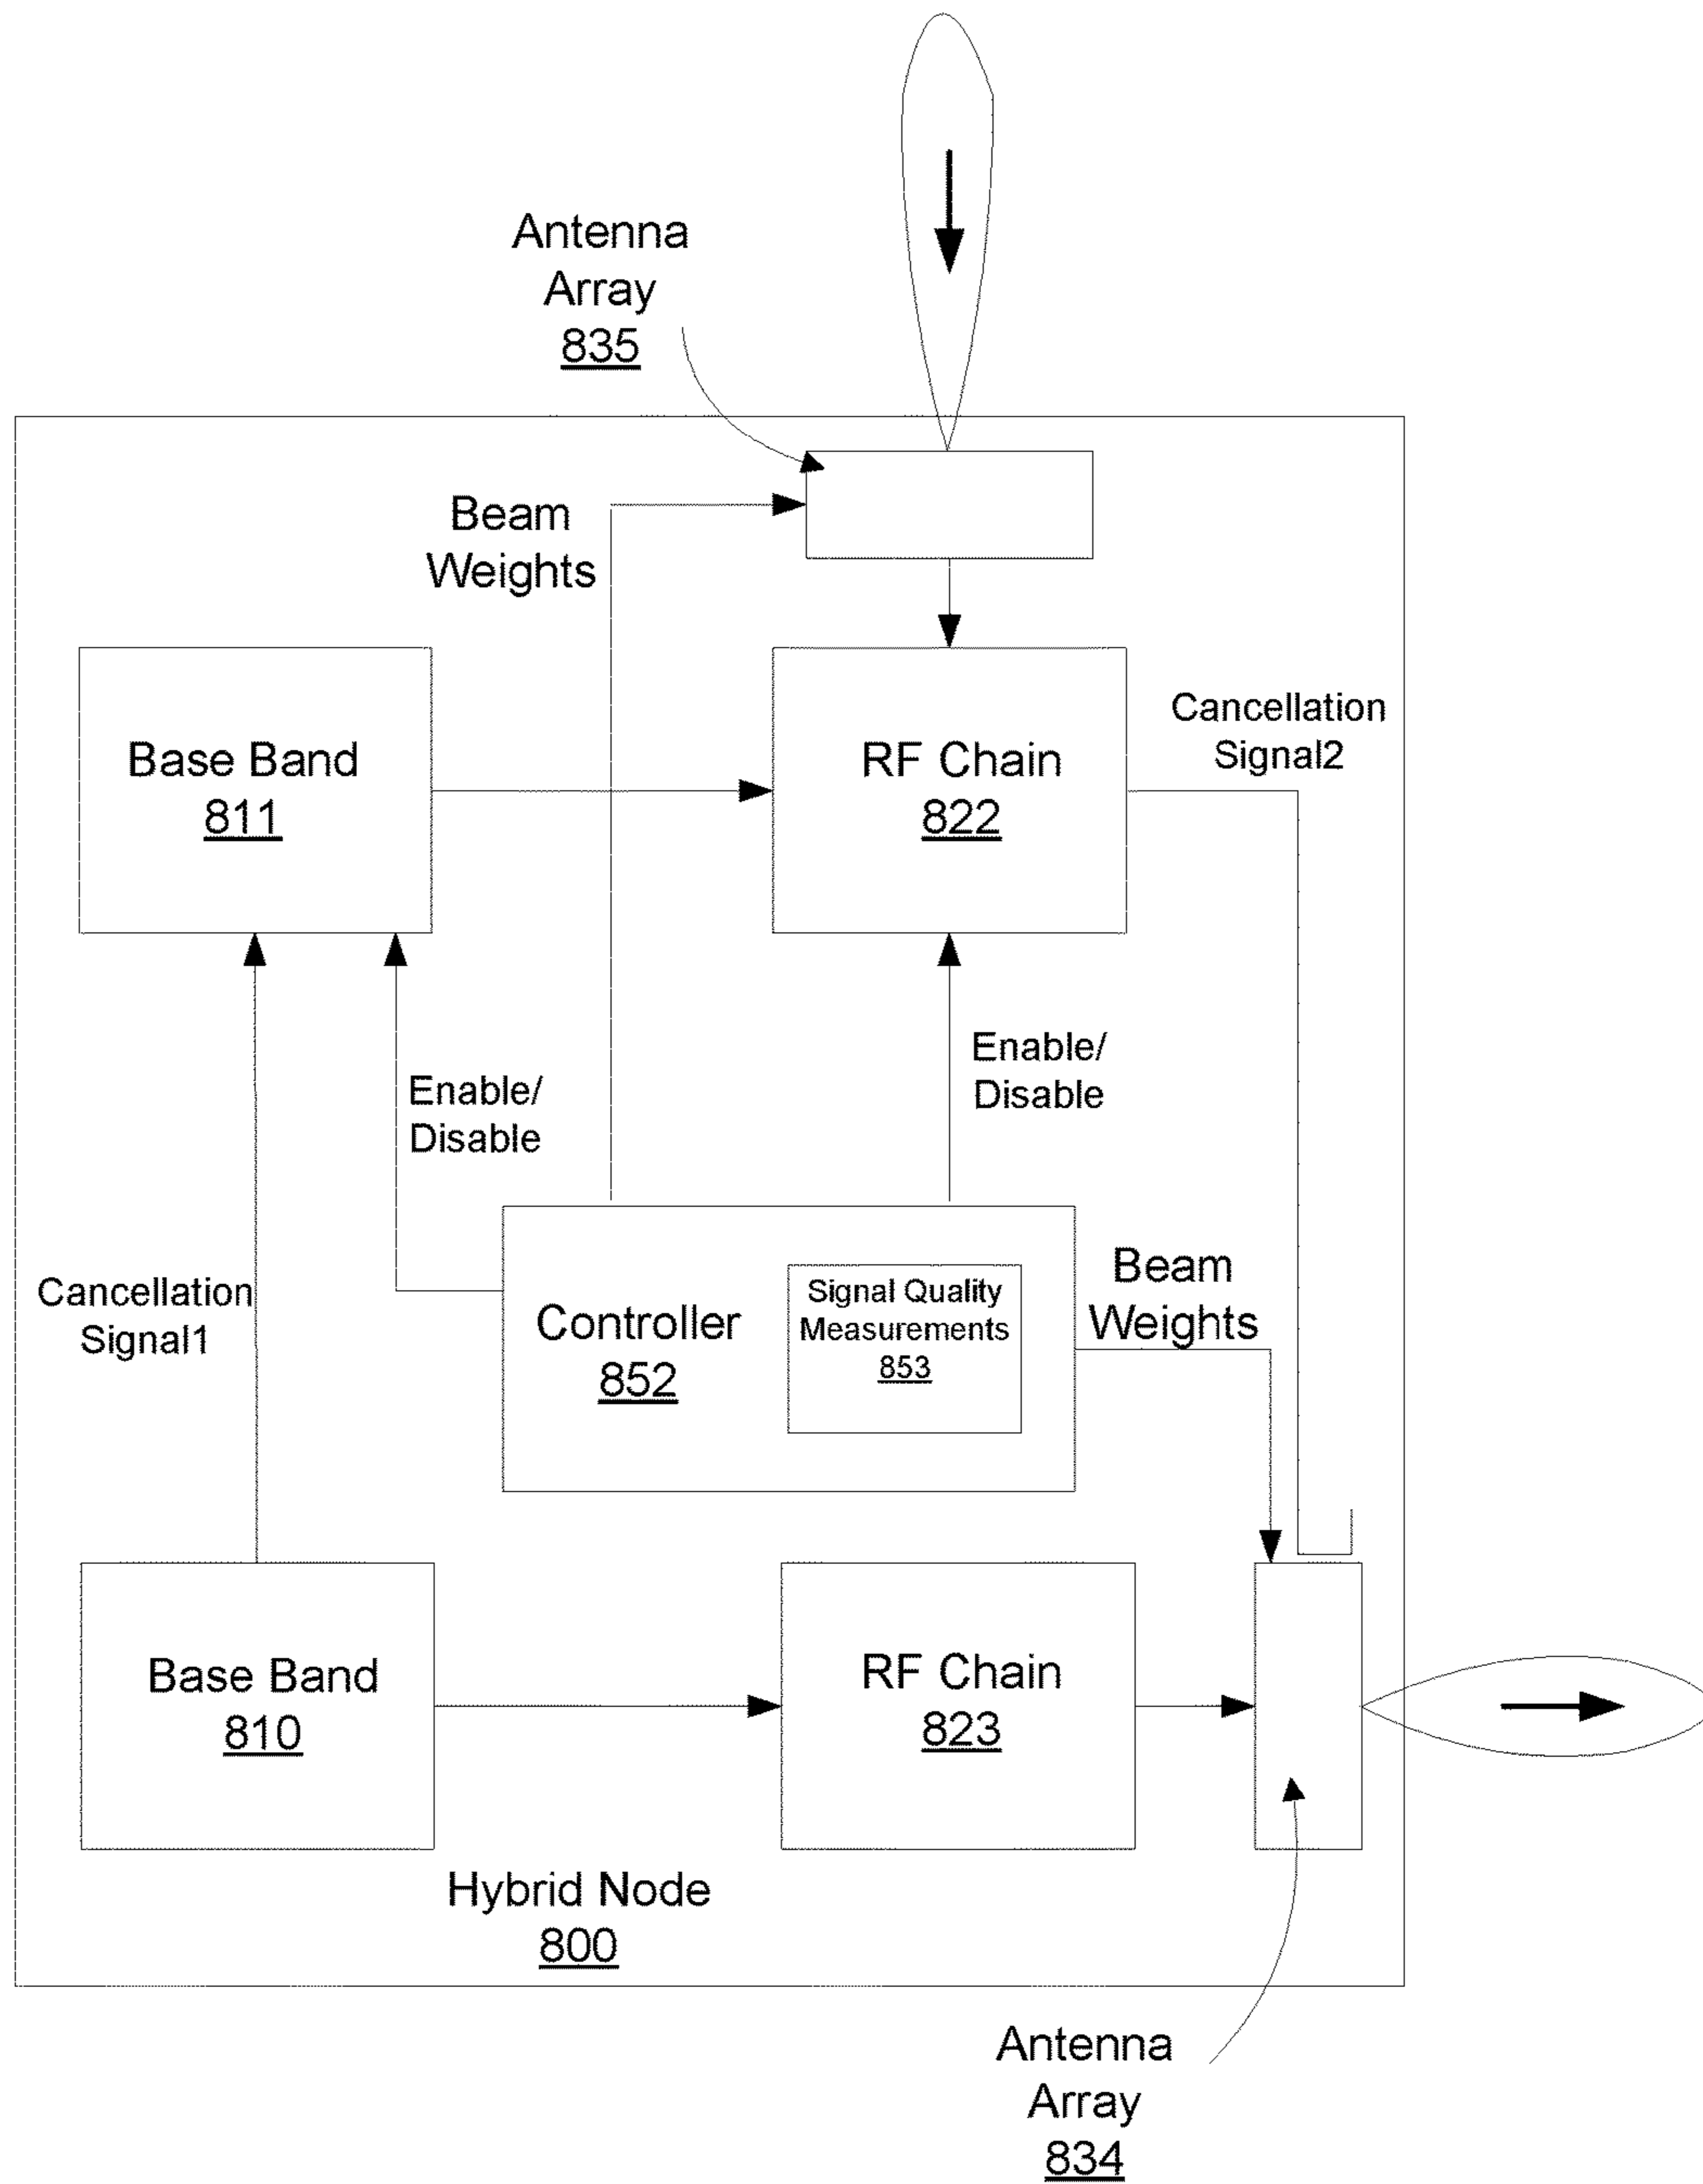 Antenna
Array
835
Beam
Weights
Base Band
811
RF Chain
822
Cancellation
Signal2
Enable/
Disable
Enable/
Disable
Cancellation
Signal1
Controller
852
Signal Quality
Measurements
853
Beam
Weights
Base Band
810
RF Chain
823
Hybrid Node
800
Antenna
Array
834